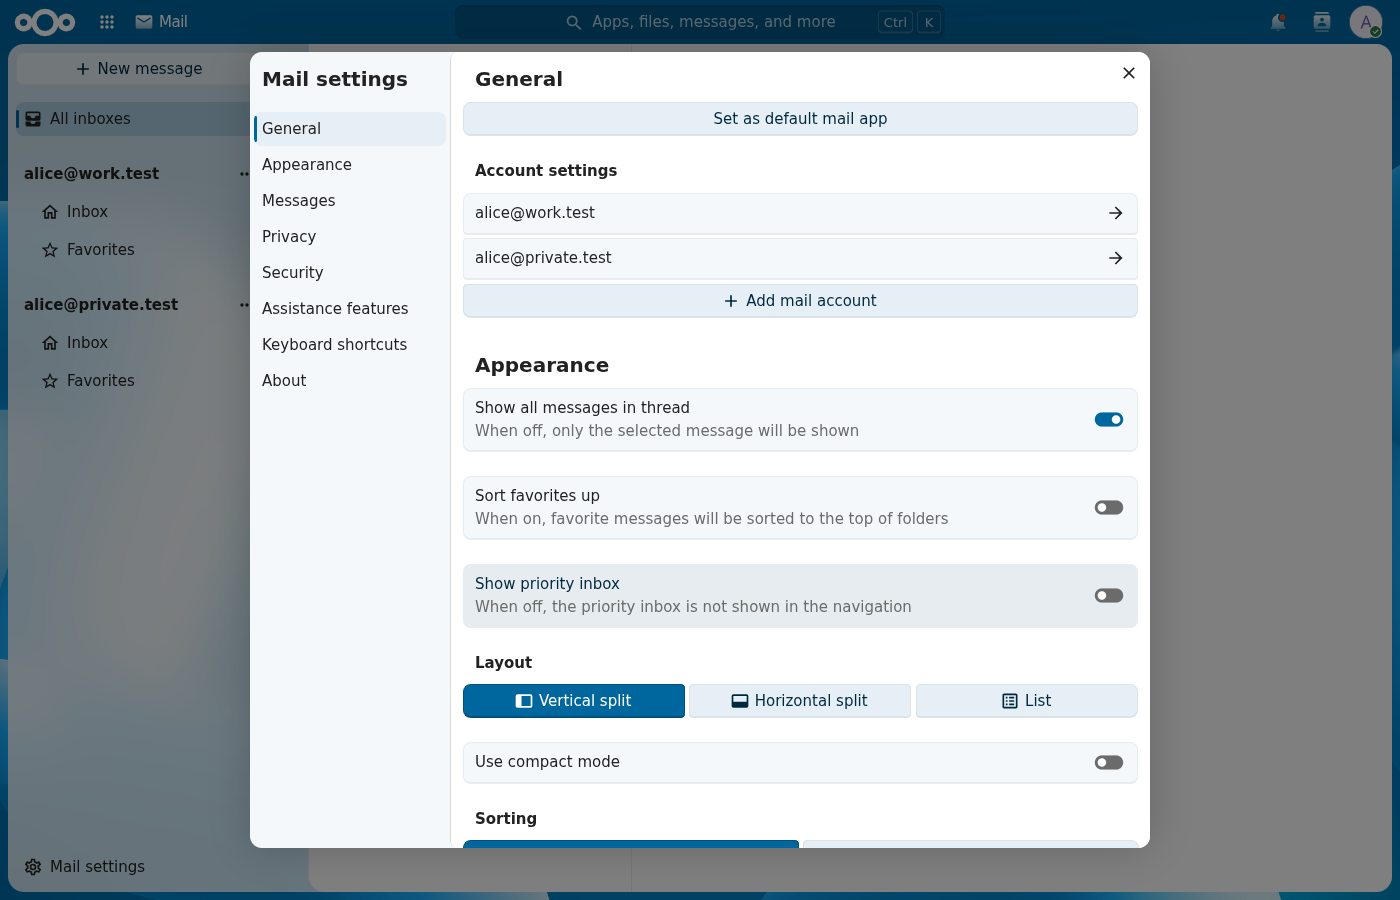 Mail
Apps, files, messages, and more
Ctrl
K
A
New message
All inboxes
alice@work.test
Inbox
Favorites
alice@private.test
Inbox
Favorites
Mail settings
Mail settings
General
Appearance
Messages
Privacy
Security
Assistance features
Keyboard shortcuts
About
General
Set as default mail app
Account settings
alice@work.test
alice@private.test
Add mail account
Appearance
Show all messages in thread
When off, only the selected message will be shown
Sort favorites up
When on, favorite messages will be sorted to the top of folders
Show priority inbox
When off, the priority inbox is not shown in the navigation
Layout
Vertical split
Horizontal split
List
Use compact mode
Sorting